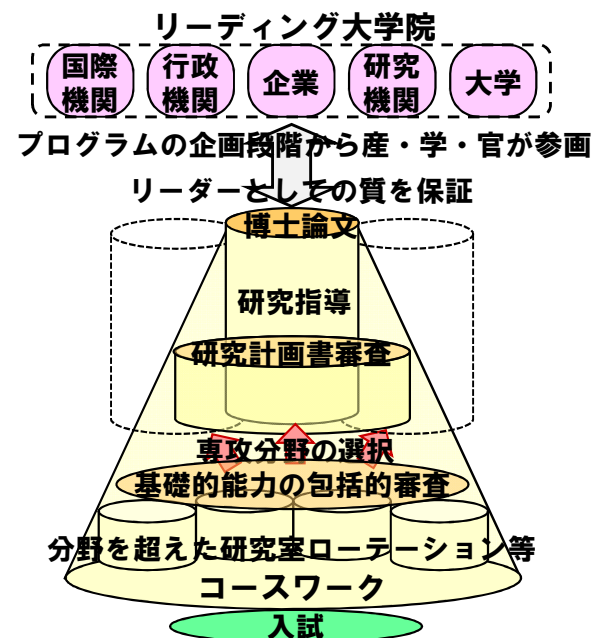 リーディング大学院
国際
機関
行政
機関
企業
研究
機関
大学
プログラムの企画段階から産・学・官が参画
リーダーとしての質を保証
博士論文
研究指導
研究計画書審査
専攻分野の選択
基礎的能力の包括的審査
分野を超えた研究室ローテーション等
コースワーク
入試